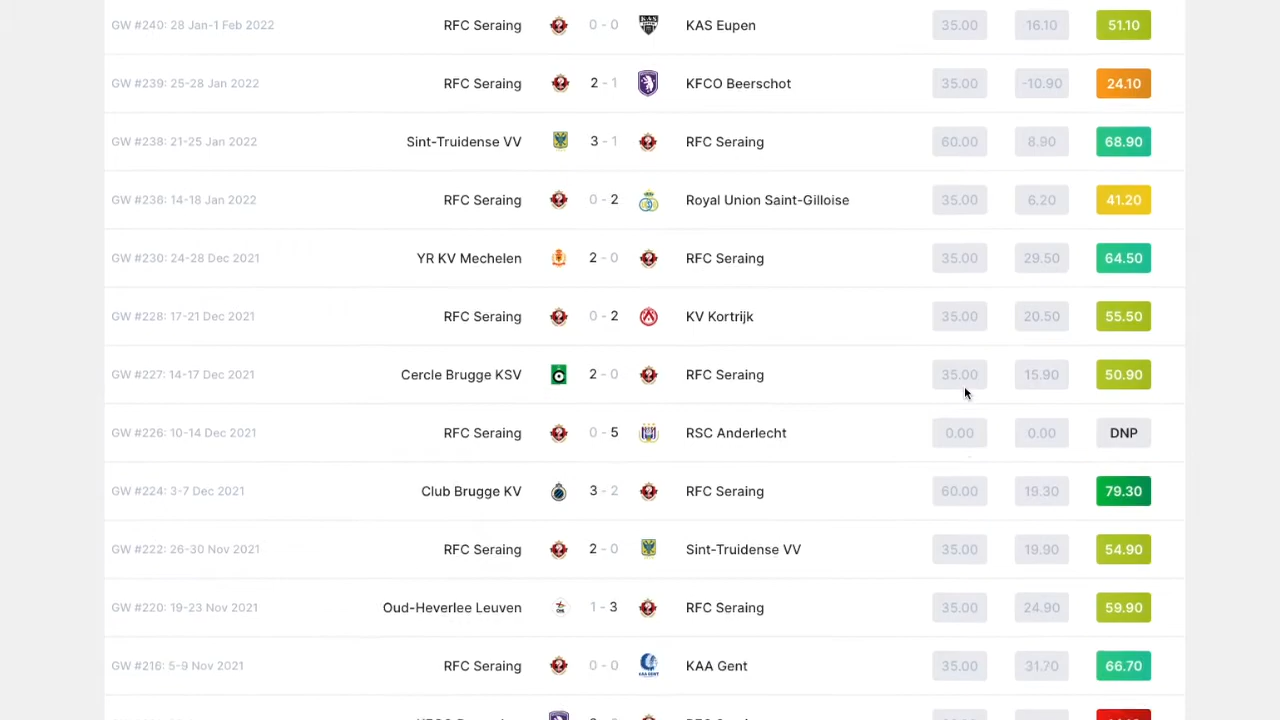 GW #240: 28 Jan-1 Feb 2022 RFC Seraing 0 - 0 KAS Eupen 35.00 16.10 51.10
GW #239: 25-28 Jan 2022 RFC Seraing 2 - 1 KFCO Beerschot 35.00 -10.90 24.10
GW #238: 21-25 Jan 2022 Sint-Truidense VV 3 - 1 RFC Seraing 60.00 8.90 68.90
GW #236: 14-18 Jan 2022 RFC Seraing 0 - 2 Royal Union Saint-Gilloise 35.00 6.20 41.20
GW #230: 24-28 Dec 2021 YR KV Mechelen 2 - 0 RFC Seraing 35.00 29.50 64.50
GW #228: 17-21 Dec 2021 RFC Seraing 0 - 2 KV Kortrijk 35.00 20.50 55.50
GW #227: 14-17 Dec 2021 Cercle Brugge KSV 2 - 0 RFC Seraing 35.00 15.90 50.90
GW #226: 10-14 Dec 2021 RFC Seraing 0 - 5 RSC Anderlecht 0.00 0.00 DNP
GW #224: 3-7 Dec 2021 Club Brugge KV 3 - 2 RFC Seraing 60.00 19.30 79.30
GW #222: 26-30 Nov 2021 RFC Seraing 2 - 0 Sint-Truidense VV 35.00 19.90 54.90
GW #220: 19-23 Nov 2021 Oud-Heverlee Leuven 1 - 3 RFC Seraing 35.00 24.90 59.90
GW #216: 5-9 Nov 2021 RFC Seraing 0 - 0 KAA Gent 35.00 31.70 66.70